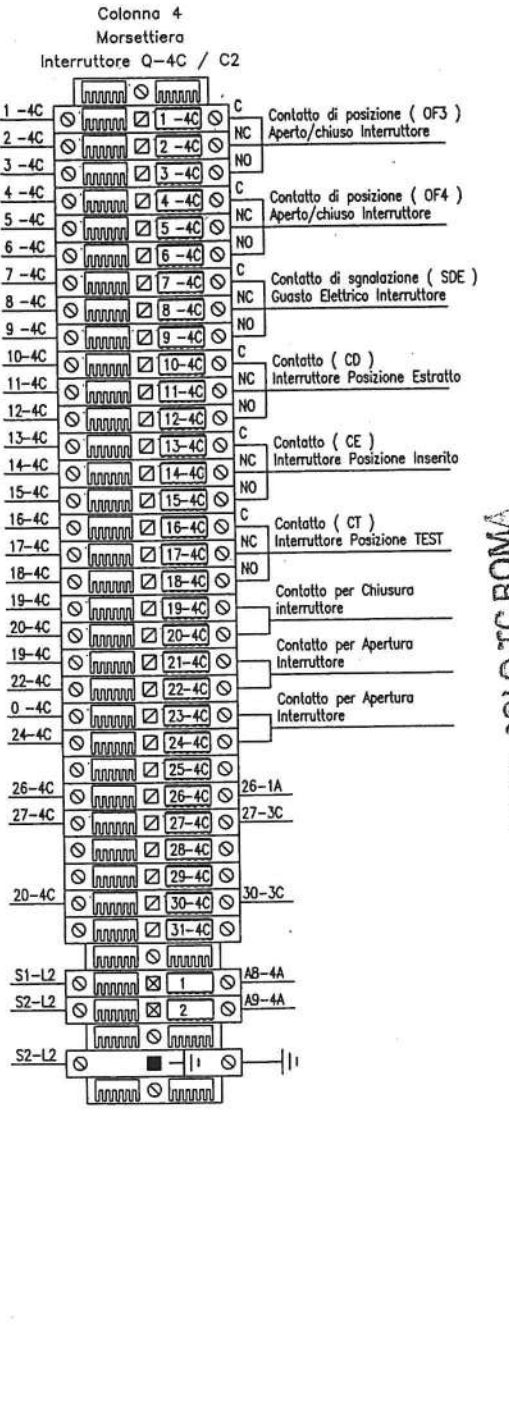 Colonna 4
Morsettiera
Interruttore Q-4C / C2
1 -4C 1 -4C C
2 -4C 2 -4C NC
3 -4C 3 -4C NO
Contatto di posizione ( OF3 )
Aperto/chiuso Interruttore
4 -4C 4 -4C C
5 -4C 5 -4C NC
6 -4C 6 -4C NO
Contatto di posizione ( OF4 )
Aperto/chiuso Interruttore
7 -4C 7 -4C C
8 -4C 8 -4C NC
9 -4C 9 -4C NO
Contatto di sgnolazione ( SDE )
Guasto Elettrico Interruttore
10-4C 10-4C C
11-4C 11-4C NC
12-4C 12-4C NO
Contatto ( CD )
Interruttore Posizione Estratto
13-4C 13-4C C
14-4C 14-4C NC
15-4C 15-4C NO
Contatto ( CE )
Interruttore Posizione Inserito
16-4C 16-4C C
17-4C 17-4C NC
18-4C 18-4C NO
Contatto ( CT )
Interruttore Posizione TEST
19-4C 19-4C
20-4C 20-4C
Contatto per Chiusura
interruttore
19-4C 21-4C
22-4C 22-4C
Contatto per Apertura
Interruttore
0 -4C 23-4C
24-4C 24-4C
Contatto per Apertura
Interruttore
25-4C
26-4C 26-4C 26-1A
27-4C 27-4C 27-3C
28-4C
29-4C
20-4C 30-4C 30-3C
31-4C
S1-L2 1 A8-4A
S2-L2 2 A9-4A
S2-L2
TC ROMA